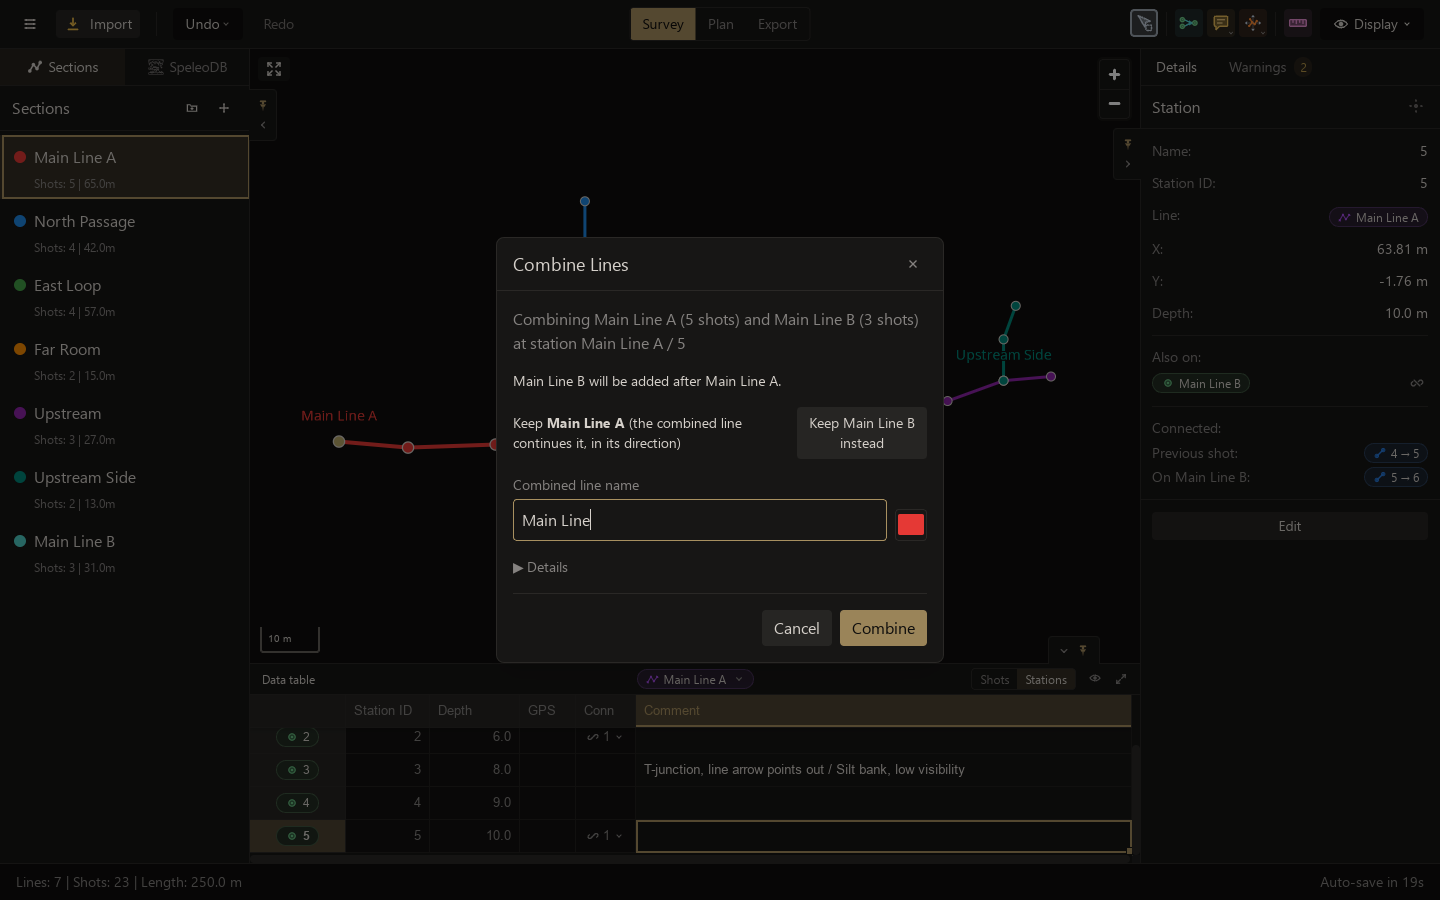 Import
Undo
Redo
Survey
Plan
Export
Display
Sections
SpeleoDB
Sections
Main Line A
Shots: 5 | 65.0m
North Passage
Shots: 4 | 42.0m
East Loop
Shots: 4 | 57.0m
Far Room
Shots: 2 | 15.0m
Upstream
Shots: 3 | 27.0m
Upstream Side
Shots: 2 | 13.0m
Main Line B
Shots: 3 | 31.0m
Main Line A
Upstream Side
10 m
Combine Lines
Combining Main Line A (5 shots) and Main Line B (3 shots)
at station Main Line A / 5
Main Line B will be added after Main Line A.
Keep Main Line A (the combined line
continues it, in its direction)
Keep Main Line B
instead
Combined line name
Main Line
▶ Details
Cancel
Combine
Data table
Main Line A
Shots
Stations
Station ID
Depth
GPS
Conn
Comment
2 2 6.0 1
3 3 8.0 T-junction, line arrow points out / Silt bank, low visibility
4 4 9.0
5 5 10.0 1
Details
Warnings 2
Station
Name: 5
Station ID: 5
Line: Main Line A
X: 63.81 m
Y: -1.76 m
Depth: 10.0 m
Also on:
Main Line B
Connected:
Previous shot: 4 → 5
On Main Line B: 5 → 6
Edit
Lines: 7 | Shots: 23 | Length: 250.0 m
Auto-save in 19s